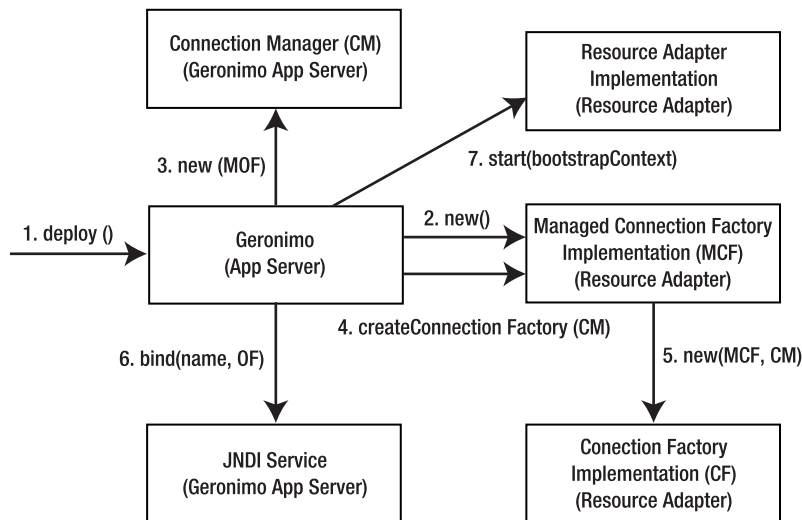 Connection Manager (CM)
(Geronimo App Server)
Resource Adapter
Implementation
(Resource Adapter)
3. new (MOF)
7. start(bootstrapContext)
1. deploy ()
Geronimo
(App Server)
2. new()
Managed Connection Factory
Implementation (MCF)
(Resource Adapter)
4. createConnection Factory (CM)
6. bind(name, OF)
5. new(MCF, CM)
JNDI Service
(Geronimo App Server)
Conection Factory
Implementation (CF)
(Resource Adapter)